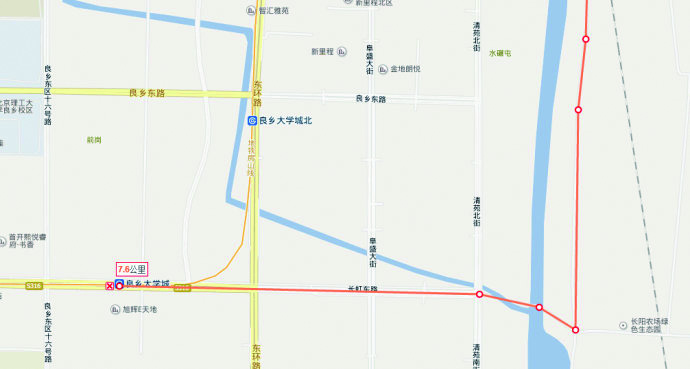 智汇雅苑
新里程北区
清苑北街
新里程
阜盛大街
金地朗悦
水碾屯
良乡东区十六号路
良乡东路
东环路
良乡东路
北京理工大
学良乡校区
良乡大学城北
前岗
地铁房山线
清苑北街
首开熙悦睿
府·书香
阜盛大街
7.6公里
良乡大学城
S316
长虹东路
旭辉E天地
长阳农场绿
色生态园
良乡东区十六号路
东环路
清苑南街